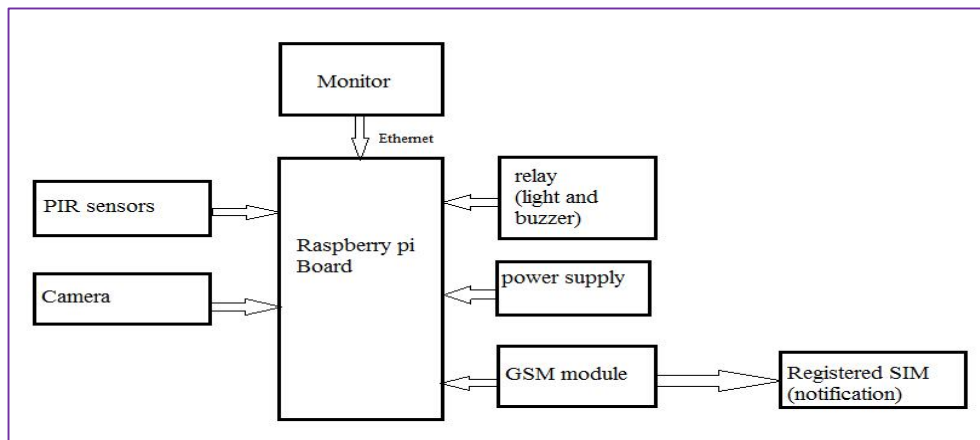 Monitor
Ethernet
PIR sensors
relay
(light and
buzzer)
Raspberry pi
Board
Camera
power supply
GSM module
Registered SIM
(notification)